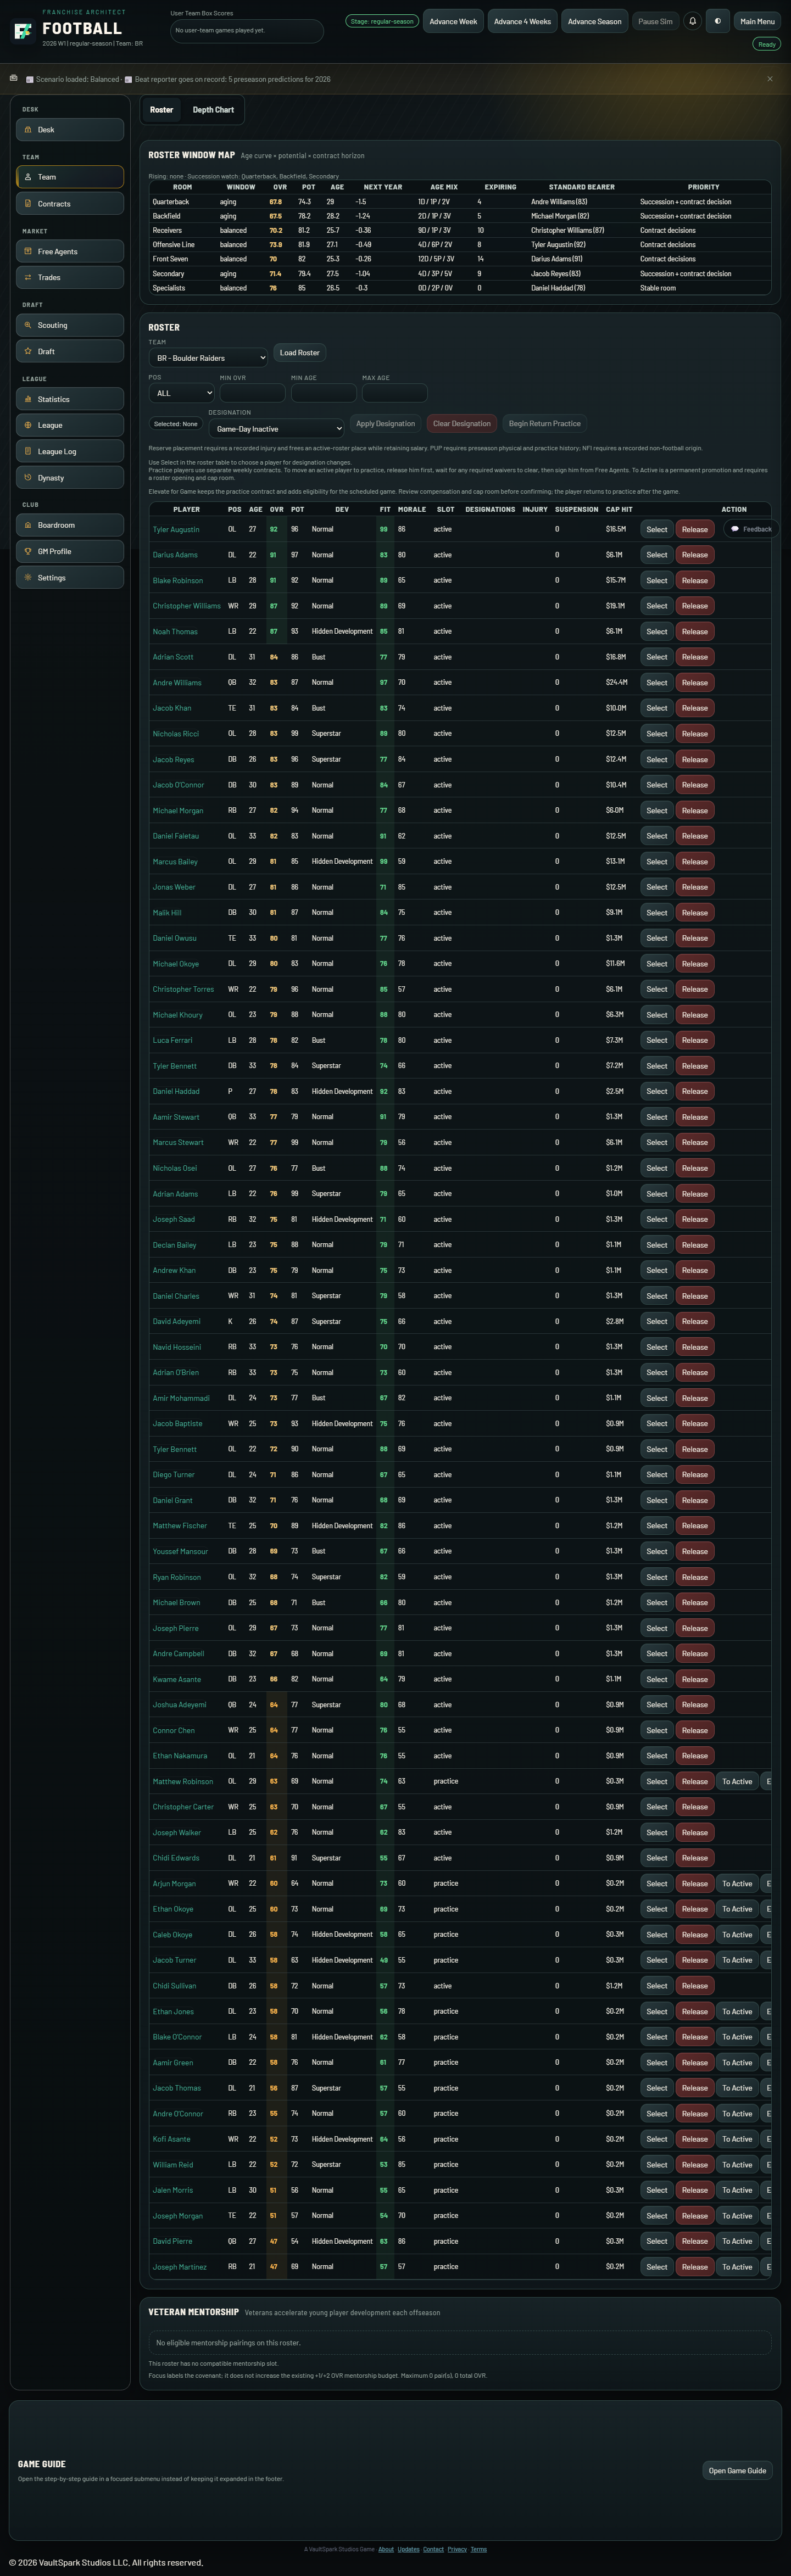 FRANCHISE ARCHITECT
FOOTBALL
2026 W1 | regular-season | Team: BR
User Team Box Scores
No user-team games played yet.
Stage: regular-season
Advance Week
Advance 4 Weeks
Advance Season
Pause Sim
Main Menu
Ready
Scenario loaded: Balanced · Beat reporter goes on record: 5 preseason predictions for 2026
DESK
Desk
TEAM
Team
Contracts
MARKET
Free Agents
Trades
DRAFT
Scouting
Draft
LEAGUE
Statistics
League
League Log
Dynasty
CLUB
Boardroom
GM Profile
Settings
Roster
Depth Chart
ROSTER WINDOW MAP Age curve + potential + contract horizon
Rising: none · Succession watch: Quarterback, Backfield, Secondary
ROOM WINDOW OVR POT AGE NEXT YEAR AGE MIX EXPIRING STANDARD BEARER PRIORITY
Quarterback aging 67.8 74.3 29 -1.5 1D / 1P / 2V 4 Andre Williams (83) Succession + contract decision
Backfield aging 67.5 78.2 28.2 -1.24 2D / 1P / 3V 5 Michael Morgan (82) Succession + contract decision
Receivers balanced 70.2 81.2 25.7 -0.36 9D / 1P / 3V 10 Christopher Williams (87) Contract decisions
Offensive Line balanced 73.9 81.9 27.1 -0.49 4D / 6P / 2V 8 Tyler Augustin (92) Contract decisions
Front Seven balanced 70 82 25.3 -0.26 12D / 5P / 3V 14 Darius Adams (91) Contract decisions
Secondary aging 71.4 79.4 27.5 -1.04 4D / 3P / 5V 9 Jacob Reyes (83) Succession + contract decision
Specialists balanced 76 85 26.5 -0.3 0D / 2P / 0V 0 Daniel Haddad (78) Stable room
ROSTER
TEAM
BR - Boulder Raiders
Load Roster
POS MIN OVR MIN AGE MAX AGE
ALL
DESIGNATION
Selected: None
Game-Day Inactive
Apply Designation
Clear Designation
Begin Return Practice
Reserve placement requires a recorded injury and frees an active-roster place while retaining salary. PUP requires preseason physical status; NFI requires a recorded non-football origin.
Use Select in the roster table to choose a player for designation changes.
Practice players use separate modest weekly contracts. To move an active player to practice, release him first, wait for any required waivers to clear, then sign him from Free Agents. To Active is a permanent promotion and requires a roster opening and cap room.
Elevate for Game keeps the practice contract and adds eligibility for the scheduled game. Review compensation and cap room before confirming; the player returns to practice after the game.
PLAYER POS AGE OVR POT DEV FIT MORALE SLOT DESIGNATIONS INJURY SUSPENSION CAP HIT ACTION
Tyler Augustin OL 27 92 96 Normal 99 86 active 0 $16.5M Select Release
Feedback
Darius Adams DL 22 91 97 Normal 83 80 active 0 $6.1M Select Release
Blake Robinson LB 28 91 92 Normal 89 65 active 0 $15.7M Select Release
Christopher Williams WR 29 87 92 Normal 89 69 active 0 $19.1M Select Release
Noah Thomas LB 22 87 93 Hidden Development 85 81 active 0 $6.1M Select Release
Adrian Scott DL 31 84 86 Bust 77 79 active 0 $16.8M Select Release
Andre Williams QB 32 83 87 Normal 97 70 active 0 $24.4M Select Release
Jacob Khan TE 31 83 84 Bust 83 74 active 0 $10.0M Select Release
Nicholas Ricci OL 28 83 99 Superstar 89 80 active 0 $12.5M Select Release
Jacob Reyes DB 26 83 96 Superstar 77 84 active 0 $12.4M Select Release
Jacob O'Connor DB 30 83 89 Normal 84 67 active 0 $10.4M Select Release
Michael Morgan RB 27 82 94 Normal 77 68 active 0 $6.0M Select Release
Daniel Faletau OL 33 82 83 Normal 91 62 active 0 $12.5M Select Release
Marcus Bailey OL 29 81 85 Hidden Development 99 59 active 0 $13.1M Select Release
Jonas Weber DL 27 81 86 Normal 71 85 active 0 $12.5M Select Release
Malik Hill DB 30 81 87 Normal 84 75 active 0 $9.1M Select Release
Daniel Owusu TE 33 80 81 Normal 77 76 active 0 $1.3M Select Release
Michael Okoye DL 29 80 83 Normal 76 78 active 0 $11.6M Select Release
Christopher Torres WR 22 79 96 Normal 85 57 active 0 $6.1M Select Release
Michael Khoury OL 23 79 88 Normal 88 80 active 0 $6.3M Select Release
Luca Ferrari LB 28 78 82 Bust 78 80 active 0 $7.3M Select Release
Tyler Bennett DB 33 78 84 Superstar 74 66 active 0 $7.2M Select Release
Daniel Haddad P 27 78 83 Hidden Development 92 83 active 0 $2.5M Select Release
Aamir Stewart QB 33 77 79 Normal 91 79 active 0 $1.3M Select Release
Marcus Stewart WR 22 77 99 Normal 79 56 active 0 $6.1M Select Release
Nicholas Osei OL 27 76 77 Bust 88 74 active 0 $1.2M Select Release
Adrian Adams LB 22 76 99 Superstar 79 65 active 0 $1.0M Select Release
Joseph Saad RB 32 75 81 Hidden Development 71 60 active 0 $1.3M Select Release
Declan Bailey LB 23 75 88 Normal 79 71 active 0 $1.1M Select Release
Andrew Khan DB 23 75 79 Normal 75 73 active 0 $1.1M Select Release
Daniel Charles WR 31 74 81 Superstar 79 58 active 0 $1.3M Select Release
David Adeyemi K 26 74 87 Superstar 75 66 active 0 $2.8M Select Release
Navid Hosseini RB 33 73 76 Normal 70 70 active 0 $1.3M Select Release
Adrian O'Brien RB 33 73 75 Normal 73 60 active 0 $1.3M Select Release
Amir Mohammadi DL 24 73 77 Bust 67 82 active 0 $1.1M Select Release
Jacob Baptiste WR 25 73 93 Hidden Development 75 76 active 0 $0.9M Select Release
Tyler Bennett OL 22 72 90 Normal 88 69 active 0 $0.9M Select Release
Diego Turner DL 24 71 86 Normal 67 65 active 0 $1.1M Select Release
Daniel Grant DB 32 71 76 Normal 68 69 active 0 $1.3M Select Release
Matthew Fischer TE 25 70 89 Hidden Development 82 86 active 0 $1.2M Select Release
Youssef Mansour DB 28 69 73 Bust 67 66 active 0 $1.3M Select Release
Ryan Robinson OL 32 68 74 Superstar 82 59 active 0 $1.3M Select Release
Michael Brown DB 25 68 71 Bust 66 80 active 0 $1.2M Select Release
Joseph Pierre OL 29 67 73 Normal 77 81 active 0 $1.3M Select Release
Andre Campbell DB 32 67 68 Normal 69 81 active 0 $1.3M Select Release
Kwame Asante DB 23 66 82 Normal 64 79 active 0 $1.1M Select Release
Joshua Adeyemi QB 24 64 77 Superstar 80 68 active 0 $0.9M Select Release
Connor Chen WR 25 64 77 Normal 76 55 active 0 $0.9M Select Release
Ethan Nakamura OL 21 64 76 Normal 76 55 active 0 $0.9M Select Release
Matthew Robinson OL 29 63 69 Normal 74 63 practice 0 $0.3M Select Release To Active E
Christopher Carter WR 25 63 70 Normal 67 55 active 0 $0.9M Select Release
Joseph Walker LB 25 62 76 Normal 62 83 active 0 $1.2M Select Release
Chidi Edwards DL 21 61 91 Superstar 55 67 active 0 $0.9M Select Release
Arjun Morgan WR 22 60 64 Normal 73 60 practice 0 $0.2M Select Release To Active E
Ethan Okoye OL 25 60 73 Normal 69 73 practice 0 $0.2M Select Release To Active E
Caleb Okoye DL 26 58 74 Hidden Development 58 65 practice 0 $0.3M Select Release To Active E
Jacob Turner DL 33 58 63 Hidden Development 49 55 practice 0 $0.3M Select Release To Active E
Chidi Sullivan DB 26 58 72 Normal 57 73 active 0 $1.2M Select Release
Ethan Jones DL 23 58 70 Normal 56 78 practice 0 $0.2M Select Release To Active E
Blake O'Connor LB 24 58 81 Hidden Development 62 58 practice 0 $0.2M Select Release To Active E
Aamir Green DB 22 58 76 Normal 61 77 practice 0 $0.2M Select Release To Active E
Jacob Thomas DL 21 56 87 Superstar 57 55 practice 0 $0.2M Select Release To Active E
Andre O'Connor RB 23 55 74 Normal 57 60 practice 0 $0.2M Select Release To Active E
Kofi Asante WR 22 52 73 Hidden Development 64 56 practice 0 $0.2M Select Release To Active E
William Reid LB 22 52 72 Superstar 53 85 practice 0 $0.2M Select Release To Active E
Jalen Morris LB 30 51 56 Normal 55 65 practice 0 $0.3M Select Release To Active E
Joseph Morgan TE 22 51 57 Normal 54 70 practice 0 $0.2M Select Release To Active E
David Pierre QB 27 47 54 Hidden Development 63 86 practice 0 $0.3M Select Release To Active E
Joseph Martinez RB 21 47 69 Normal 57 57 practice 0 $0.2M Select Release To Active E
VETERAN MENTORSHIP Veterans accelerate young player development each offseason
No eligible mentorship pairings on this roster.
This roster has no compatible mentorship slot.
Focus labels the covenant; it does not increase the existing +1/+2 OVR mentorship budget. Maximum 0 pair(s), 0 total OVR.
GAME GUIDE
Open the step-by-step guide in a focused submenu instead of keeping it expanded in the footer.
Open Game Guide
A VaultSpark Studios Game · About Updates Contact Privacy Terms
© 2026 VaultSpark Studios LLC. All rights reserved.